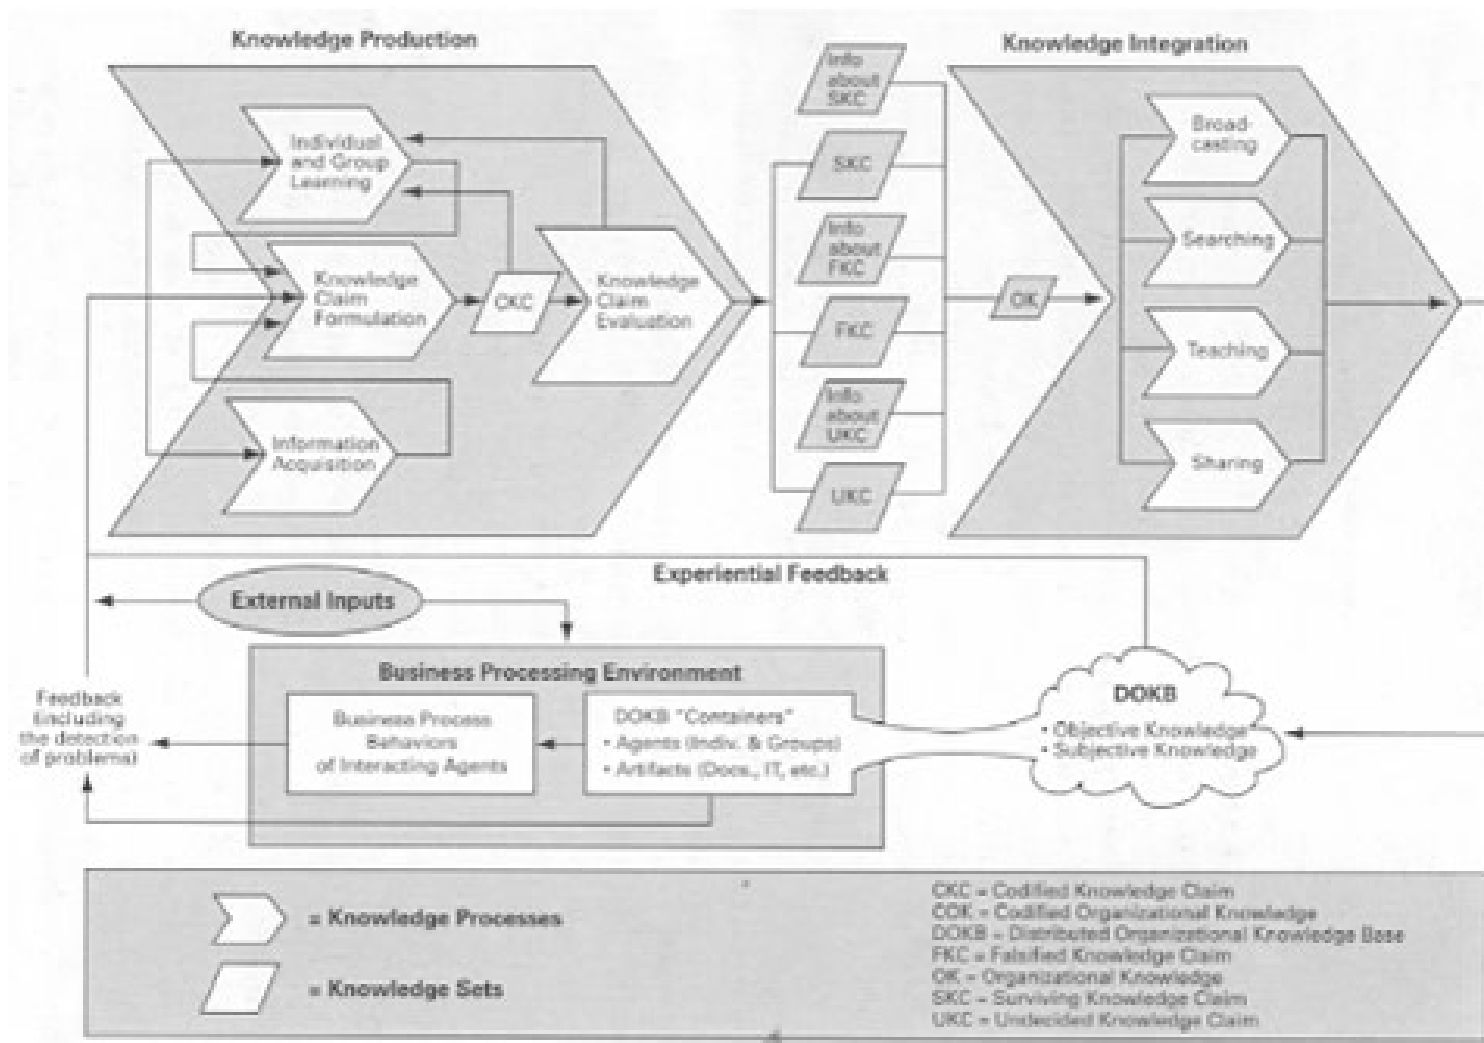 Knowledge Production
Knowledge Integration
Individual
and Group
Learning
Knowledge
Claim
Formulation
CKC
Knowledge
Claim
Evaluation
Information
Acquisition
Info
about
SKC
SKC
Info
about
FKC
FKC
Info
about
UKC
UKC
OK
Broad-
casting
Searching
Teaching
Sharing
Experiential Feedback
External Inputs
Business Processing Environment
Feedback
(including
the detection
of problems)
Business Process
Behaviors
of Interacting Agents
DOKB "Containers"
• Agents (Indiv. & Groups)
• Artifacts (Docs., IT, etc.)
DOKB
• Objective Knowledge
• Subjective Knowledge
= Knowledge Processes
= Knowledge Sets
CKC = Codified Knowledge Claim
COK = Codified Organizational Knowledge
DOKB = Distributed Organizational Knowledge Base
FKC = Falsified Knowledge Claim
OK = Organizational Knowledge
SKC = Surviving Knowledge Claim
UKC = Undecided Knowledge Claim